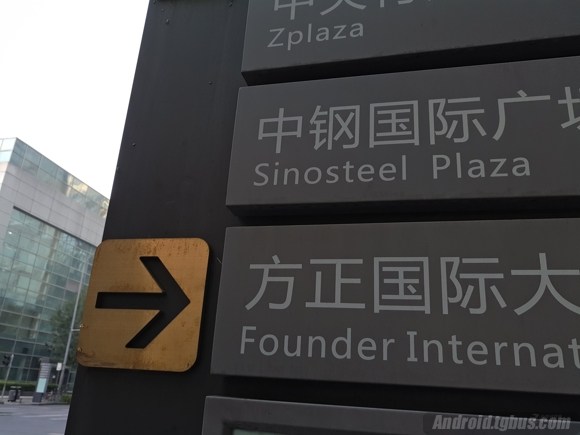 Zplaza
中钢国际广
Sinosteel Plaza
方正国际大
Founder Internat
Android.tgbus.com